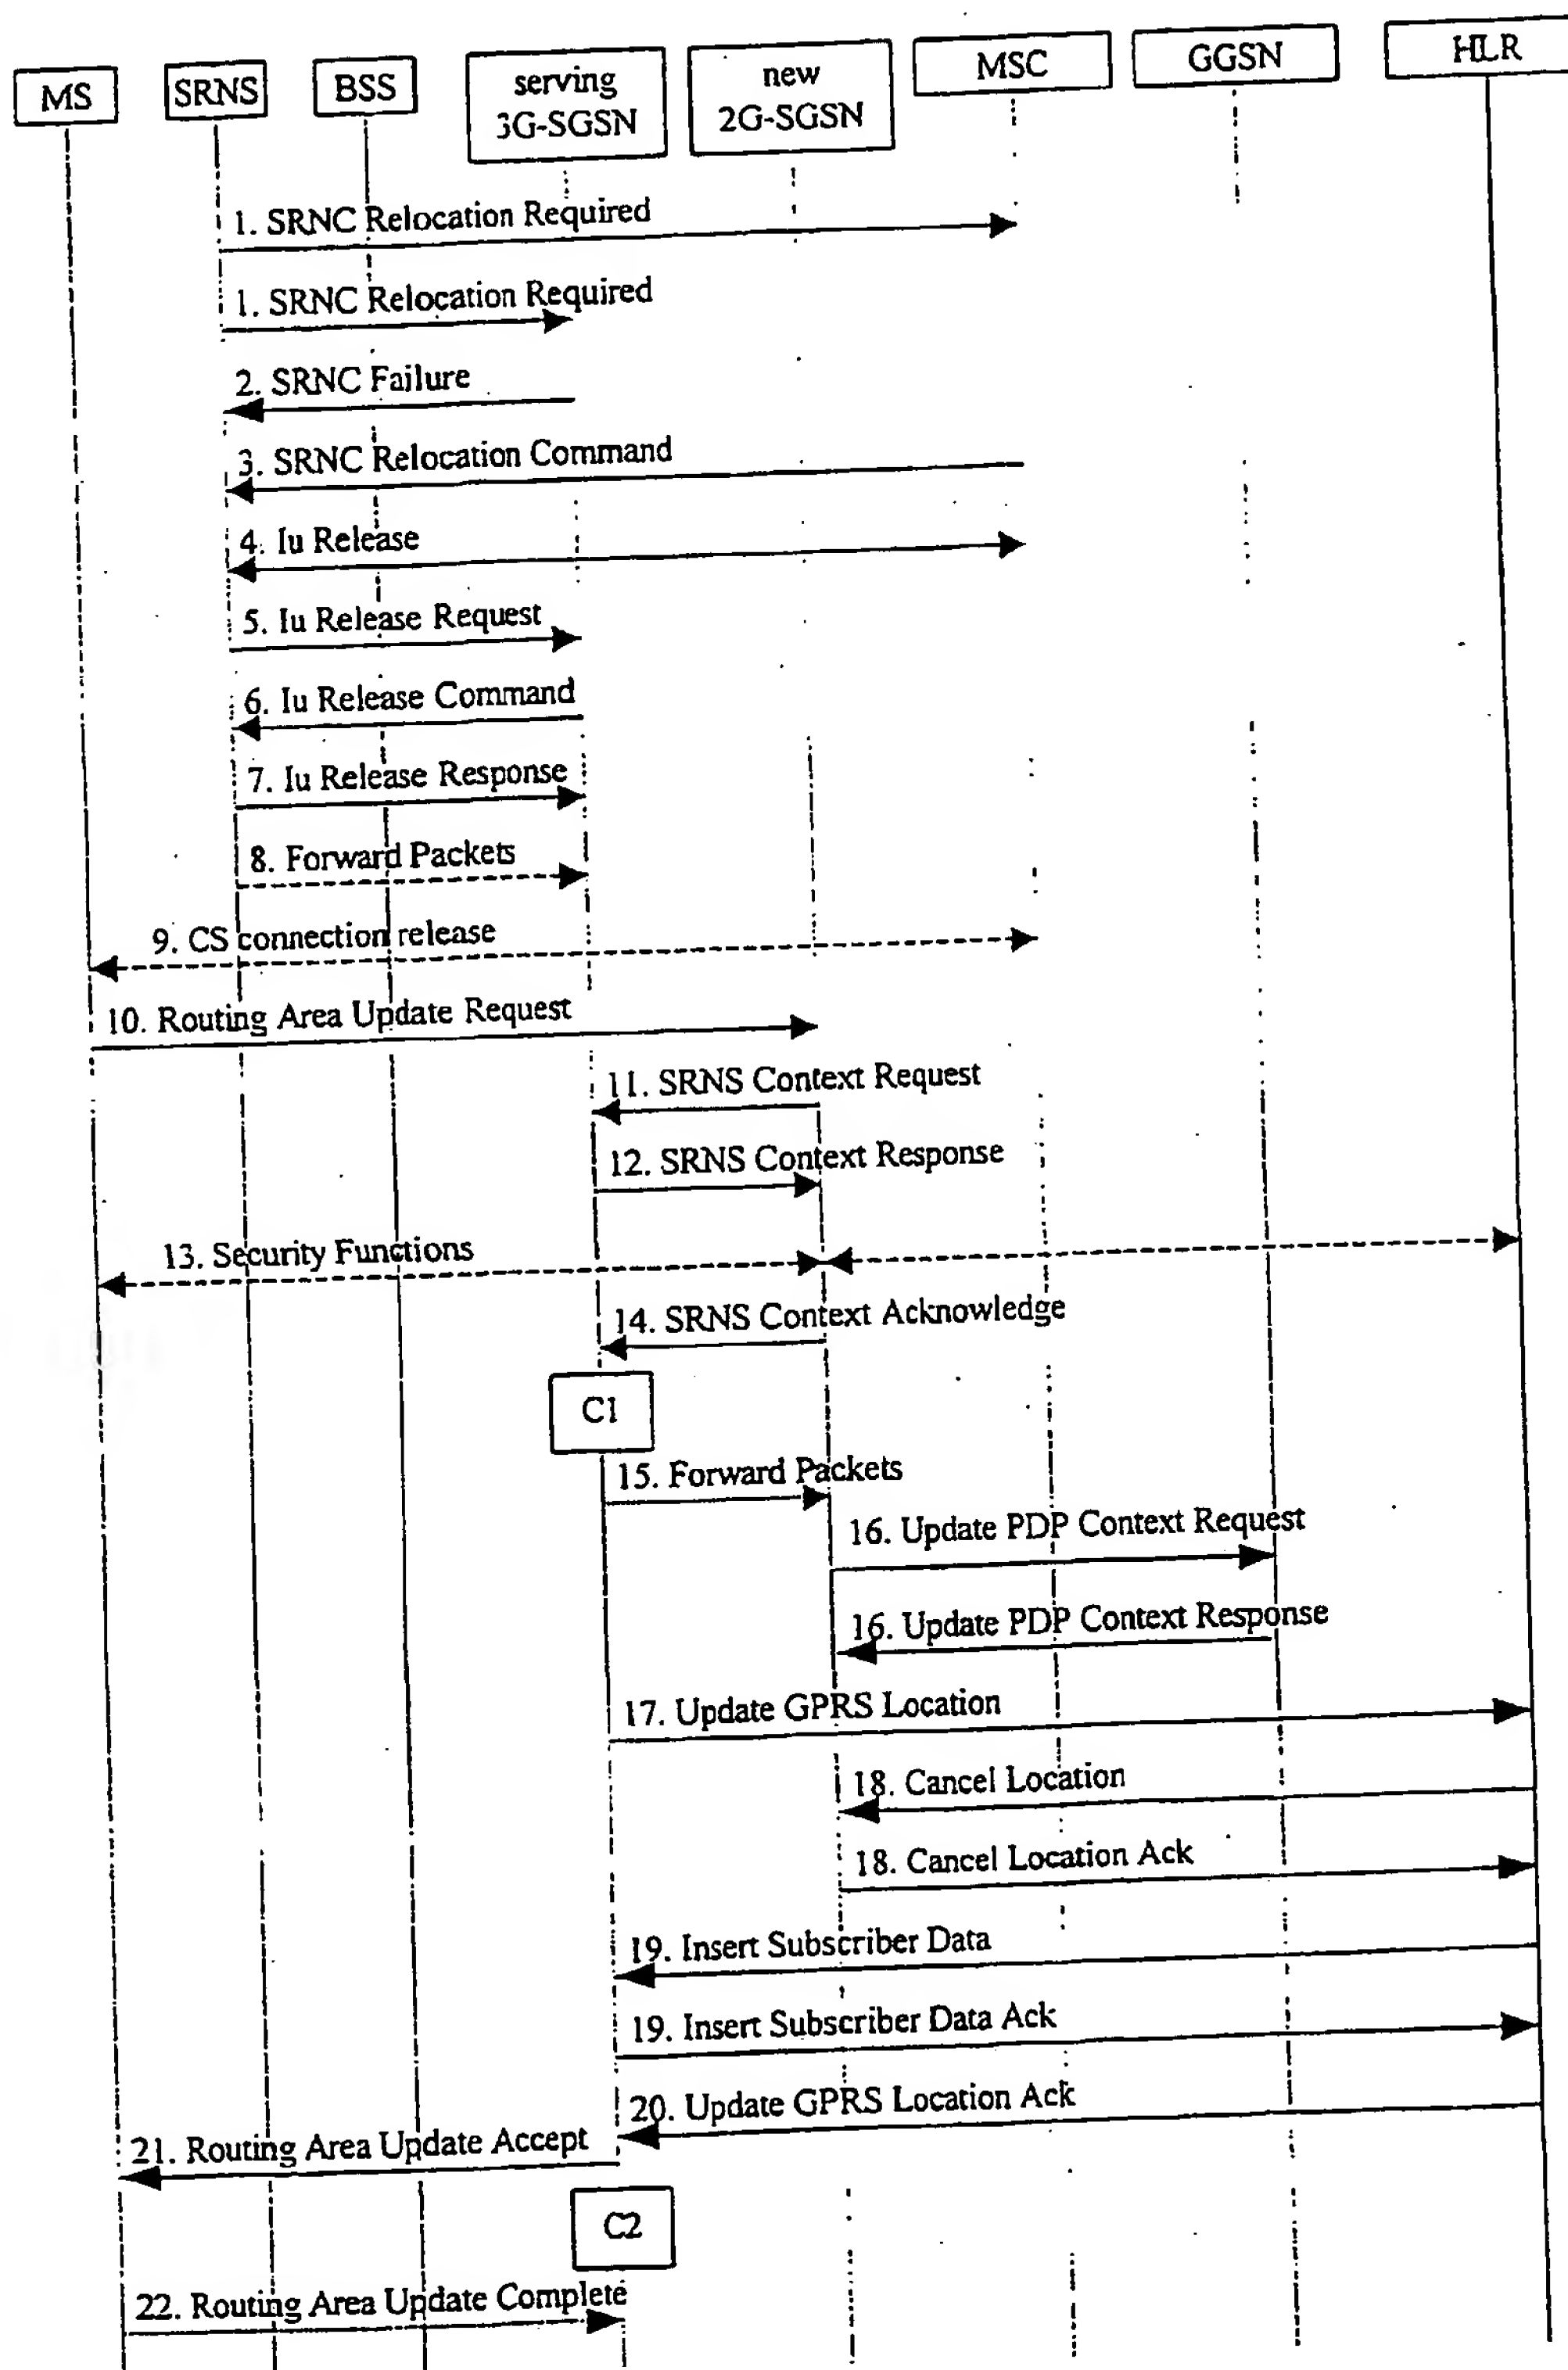 MS
SRNS
BSS
serving
3G-SGSN
new
2G-SGSN
MSC
GGSN
HLR
1. SRNC Relocation Required
1. SRNC Relocation Required
2. SRNC Failure
3. SRNC Relocation Command
4. Iu Release
5. Iu Release Request
6. Iu Release Command
7. Iu Release Response
8. Forward Packets
9. CS connection release
10. Routing Area Update Request
11. SRNS Context Request
12. SRNS Context Response
13. Security Functions
14. SRNS Context Acknowledge
C1
15. Forward Packets
16. Update PDP Context Request
16. Update PDP Context Response
17. Update GPRS Location
18. Cancel Location
18. Cancel Location Ack
19. Insert Subscriber Data
19. Insert Subscriber Data Ack
20. Update GPRS Location Ack
21. Routing Area Update Accept
C2
22. Routing Area Update Complete